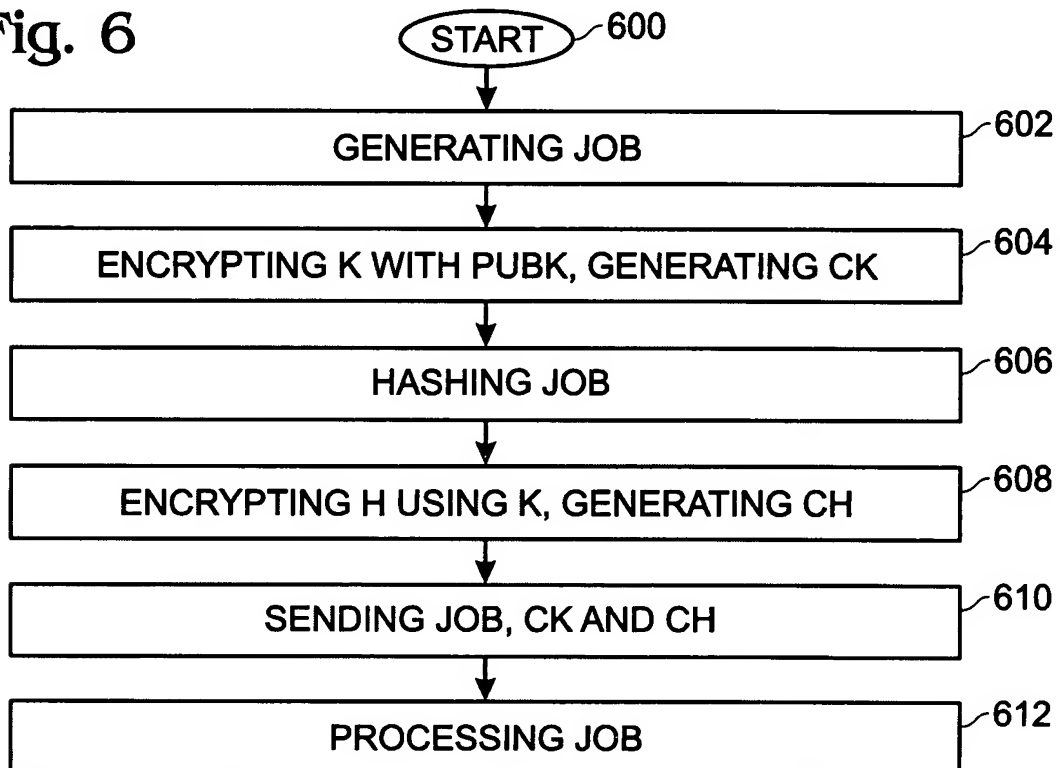 Fig. 6
START 600
GENERATING JOB 602
ENCRYPTING K WITH PUBK, GENERATING CK 604
HASHING JOB 606
ENCRYPTING H USING K, GENERATING CH 608
SENDING JOB, CK AND CH 610
PROCESSING JOB 612